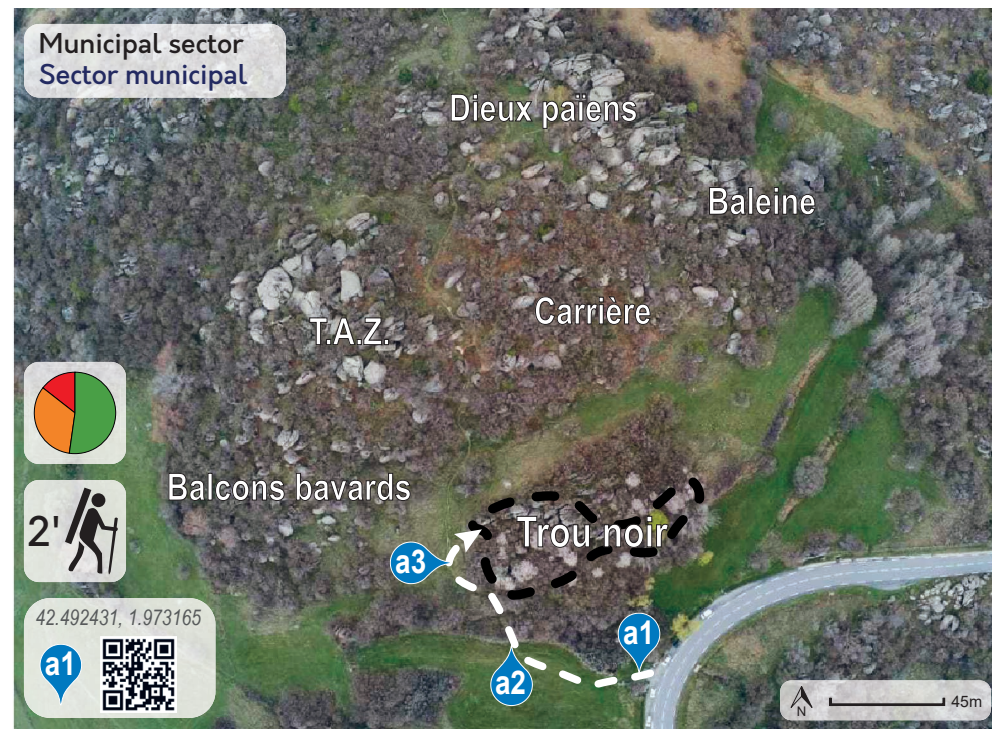 Municipal sector
Sector municipal
Dieux païens
Baleine
Carrière
T.A.Z.
Balcons bavards
Trou noir
2'
a3
a1
a2
42.492431, 1.973165
a1
N
45m